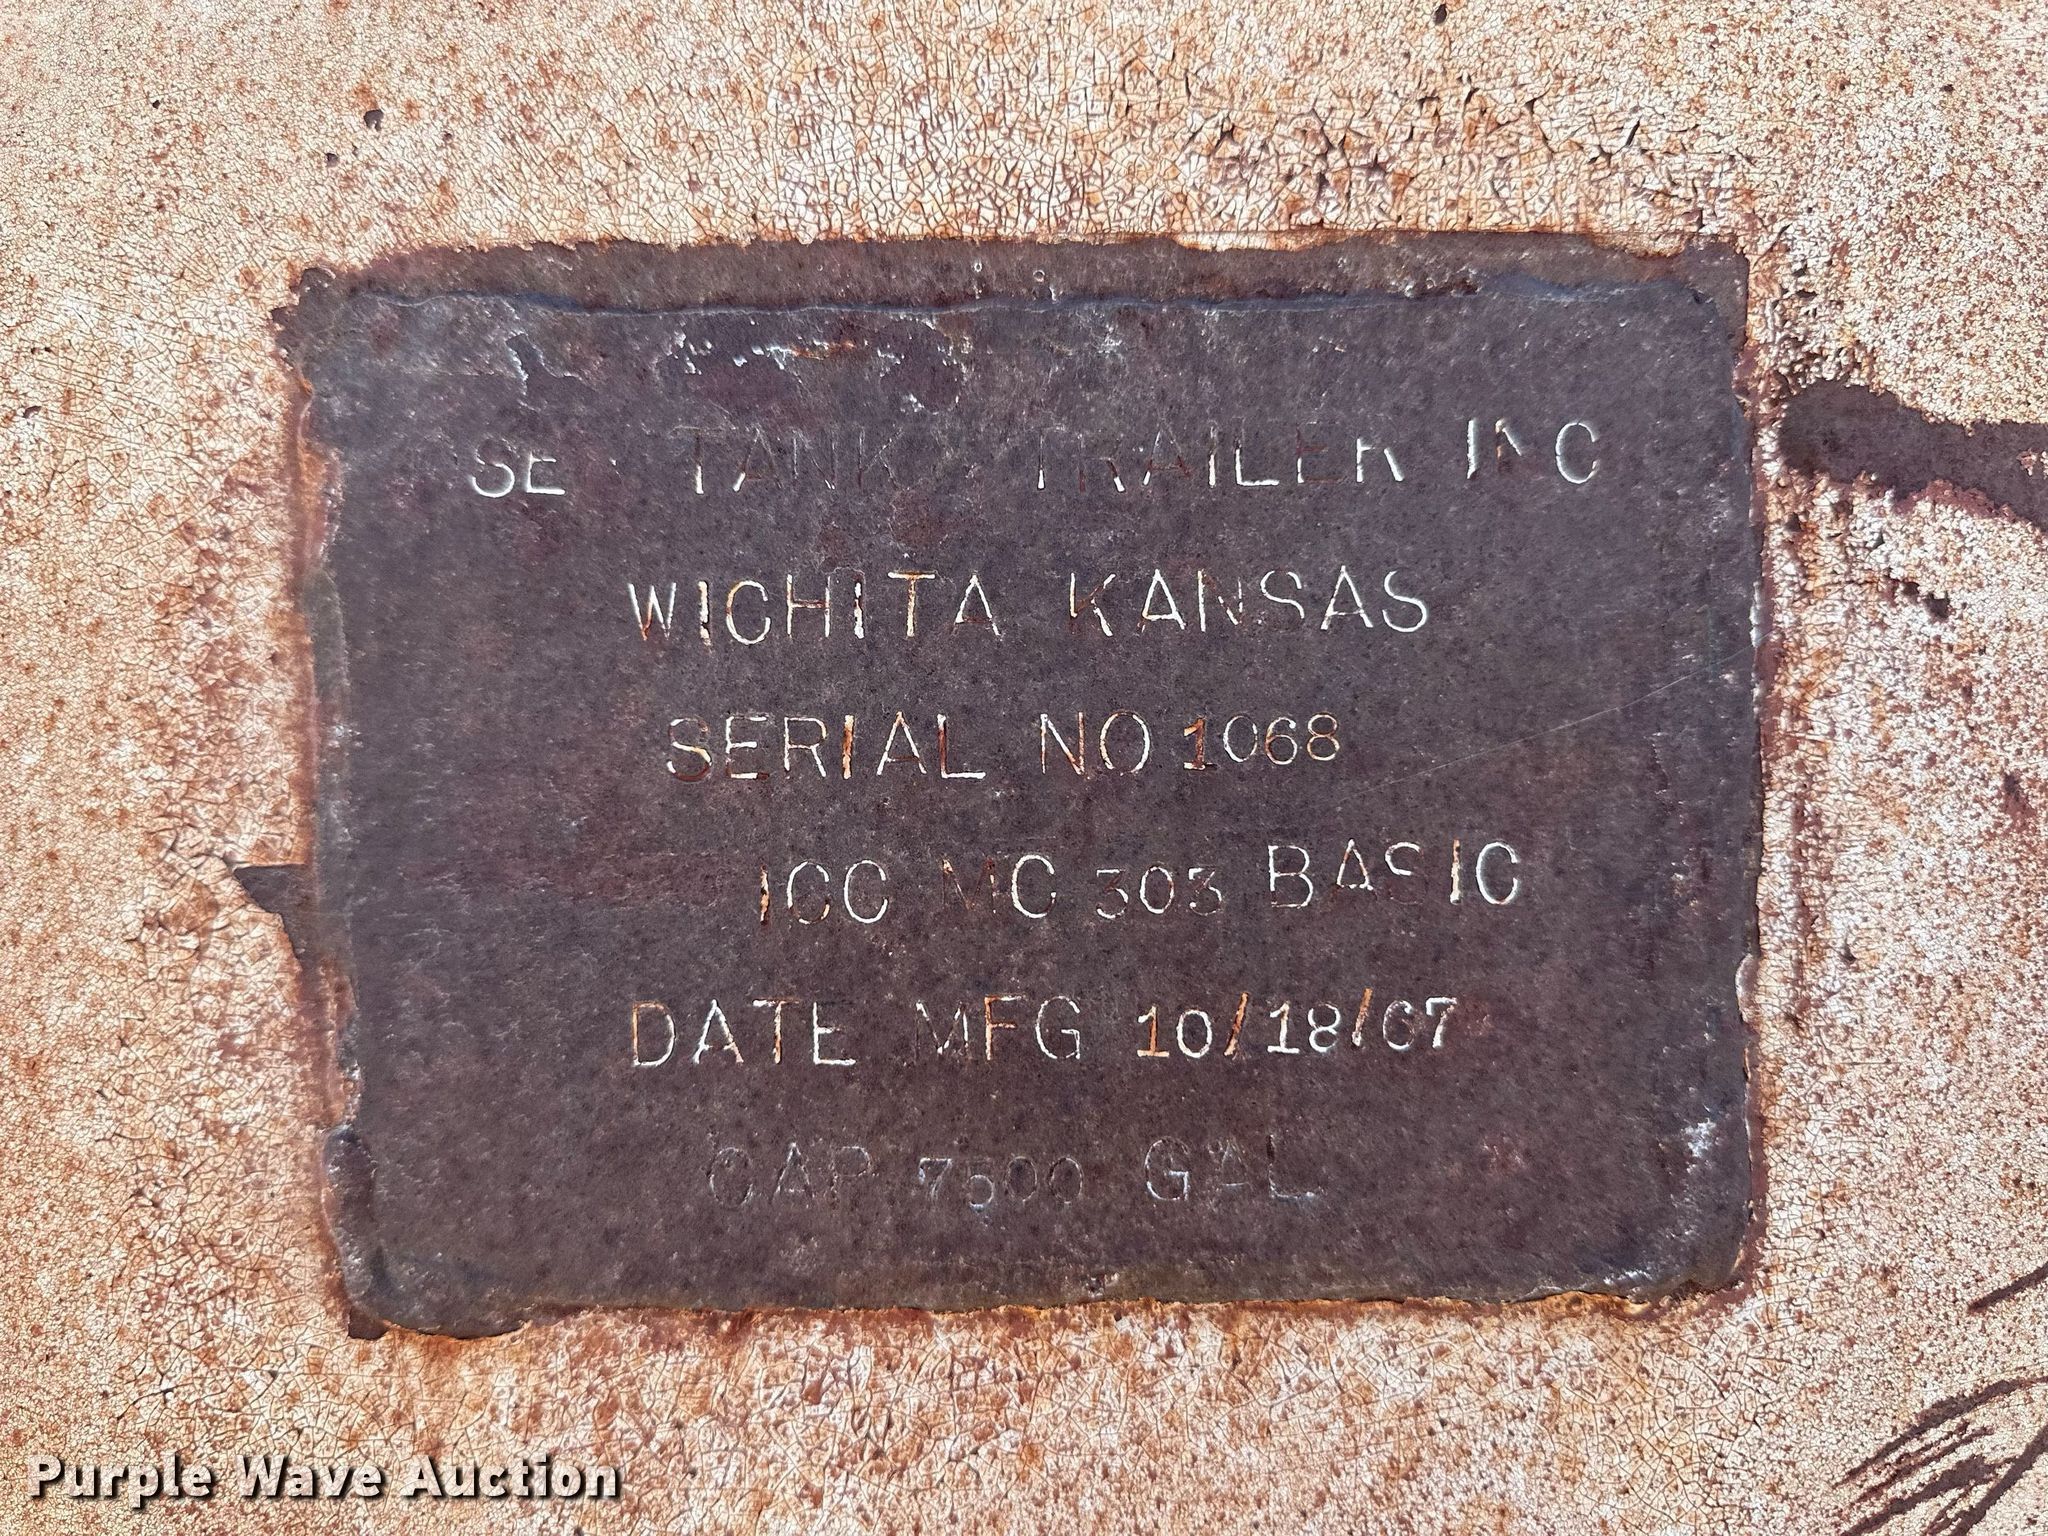 TANK TRAILER INC
WICHITA KANSAS
SERIAL NO 1068
ICC MC 303 BASIC
DATE MFG 10/18/67
CAP 7500 GAL
Purple Wave Auction